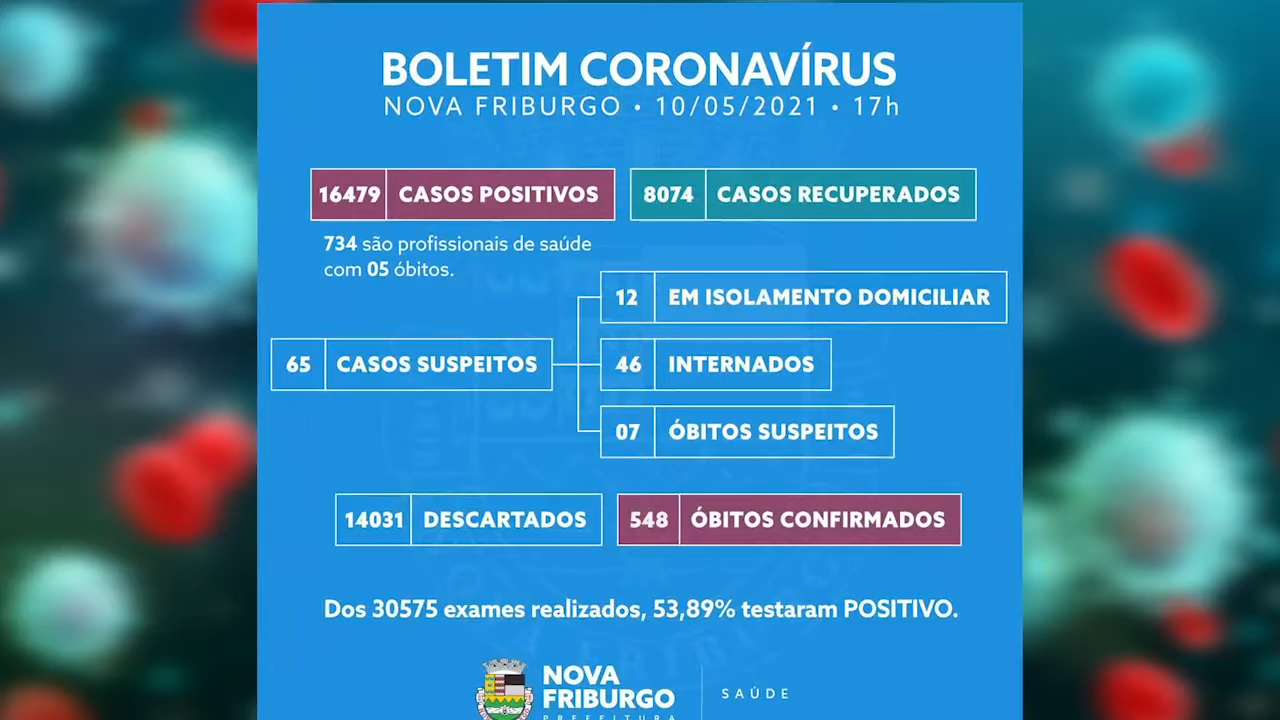 BOLETIM CORONAVÍRUS
NOVA FRIBURGO • 10/05/2021 • 17h
16479 CASOS POSITIVOS
8074 CASOS RECUPERADOS
734 são profissionais de saúde
com 05 óbitos.
12 EM ISOLAMENTO DOMICILIAR
65 CASOS SUSPEITOS
46 INTERNADOS
07 ÓBITOS SUSPEITOS
14031 DESCARTADOS
548 ÓBITOS CONFIRMADOS
Dos 30575 exames realizados, 53,89% testaram POSITIVO.
NOVA
FRIBURGO
PREFEITURA
SAÚDE